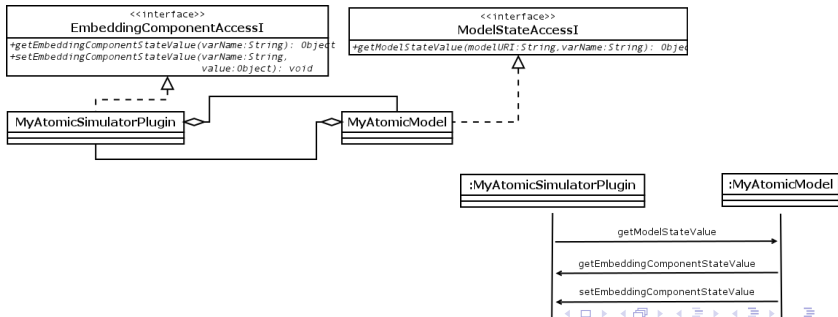 <<interface>>
EmbeddingComponentAccessI
+getEmbeddingComponentStateValue(varName:String): Object
+setEmbeddingComponentStateValue(varName:String,
value:Object): void
<<interface>>
ModelStateAccessI
+getModelStateValue(modelURI:String,varName:String): Objec
MyAtomicSimulatorPlugin
MyAtomicModel
:MyAtomicSimulatorPlugin
:MyAtomicModel
getModelStateValue
getEmbeddingComponentStateValue
setEmbeddingComponentStateValue